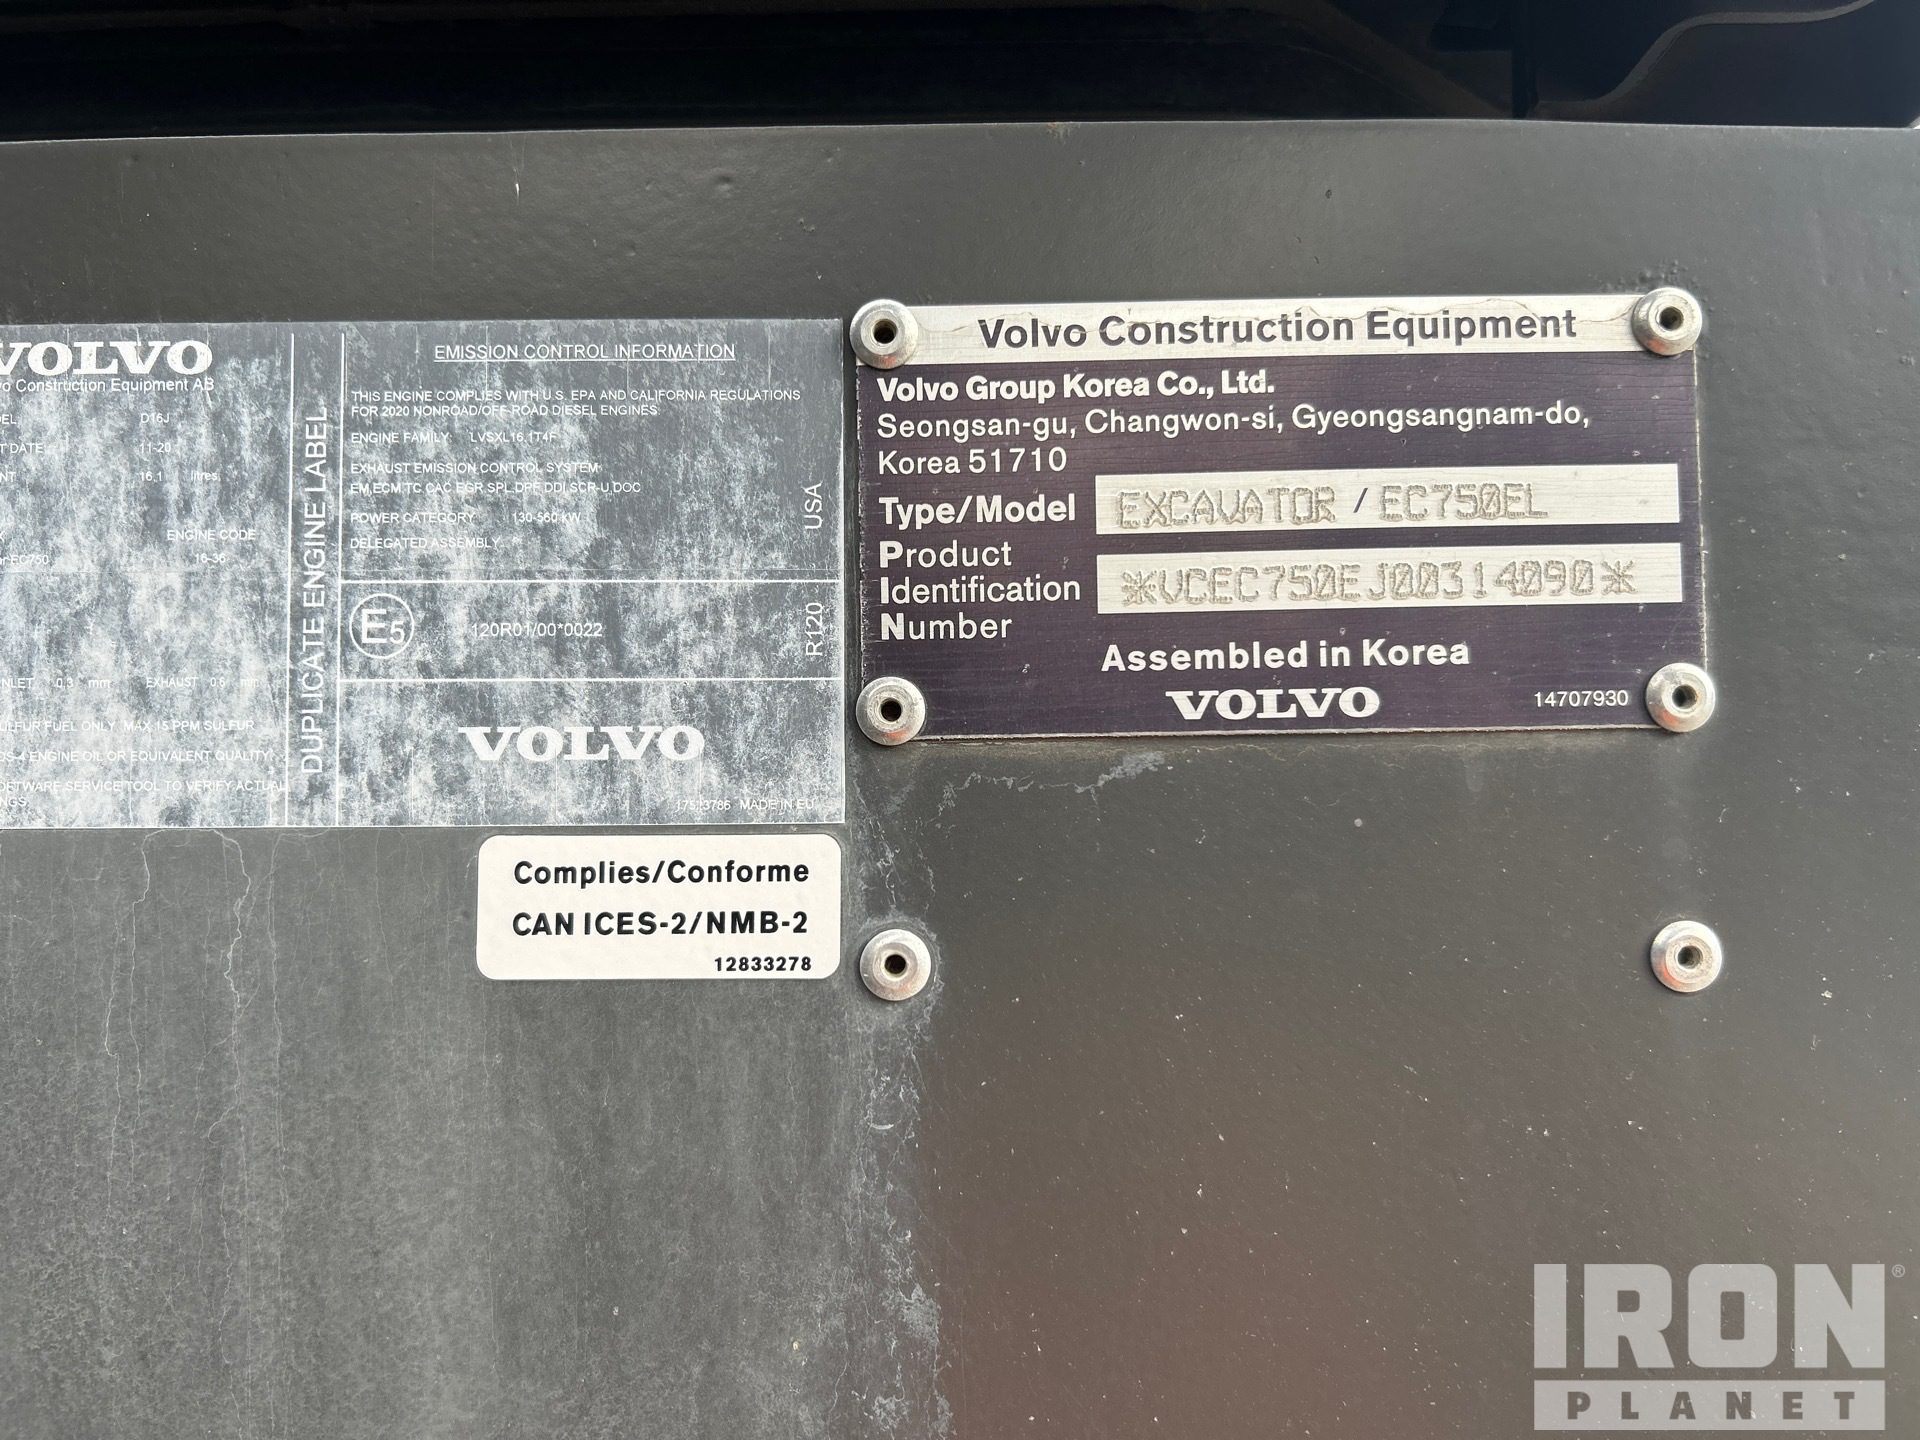 VOLVO
Construction Equipment AB
D16J
DATE: 11-20
16.1 litres
ENGINE CODE
EC750 16-36
INLET 0.3 mm EXHAUST 0.6 mm
FUEL ONLY MAX 15 PPM SULFUR
ENGINE OIL OR EQUIVALENT QUALITY
SOFTWARE SERVICE TOOL TO VERIFY ACTUAL
DUPLICATE ENGINE LABEL
EMISSION CONTROL INFORMATION
THIS ENGINE COMPLIES WITH U.S. EPA AND CALIFORNIA REGULATIONS
FOR 2020 NONROAD/OFF-ROAD DIESEL ENGINES
ENGINE FAMILY LVSXL16.1T4F
EXHAUST EMISSION CONTROL SYSTEM
EM,ECM,TC,CAC,EGR,SPL,DPF,DDI,SCR-U,DOC
POWER CATEGORY 130-560 kW
DELEGATED ASSEMBLY
USA
E5
120R01/00*0022
R120
VOLVO
MADE IN EU
Complies/Conforme
CAN ICES-2/NMB-2
12833278
Volvo Construction Equipment
Volvo Group Korea Co., Ltd.
Seongsan-gu, Changwon-si, Gyeongsangnam-do,
Korea 51710
Type/Model EXCAVATOR / EC750EL
Product
Identification *VCEC750EJ00314090*
Number
Assembled in Korea
VOLVO 14707930
IRON®
PLANET